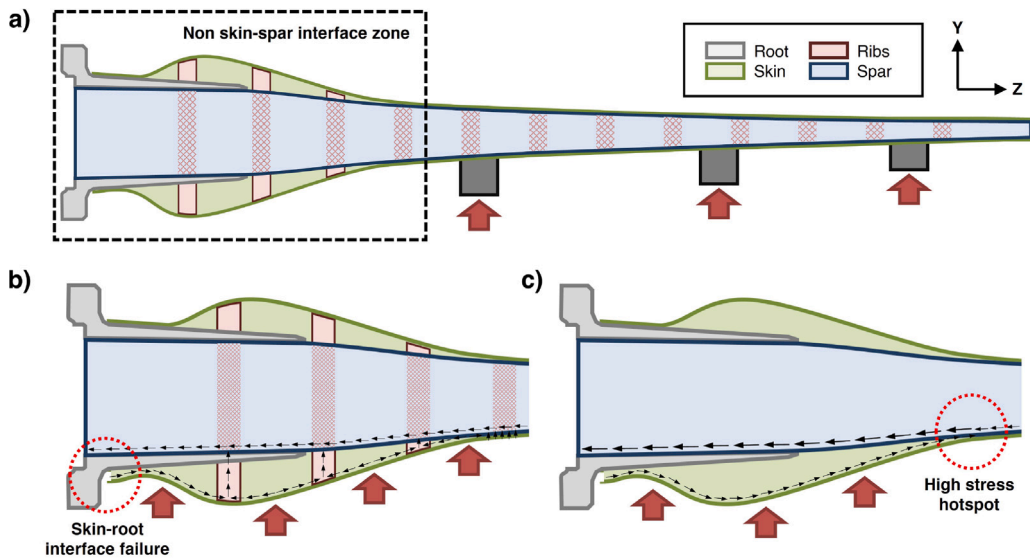 a)
Non skin-spar interface zone
Root
Ribs
Skin
Spar
Y
Z
b)
Skin-root
interface failure
c)
High stress
hotspot